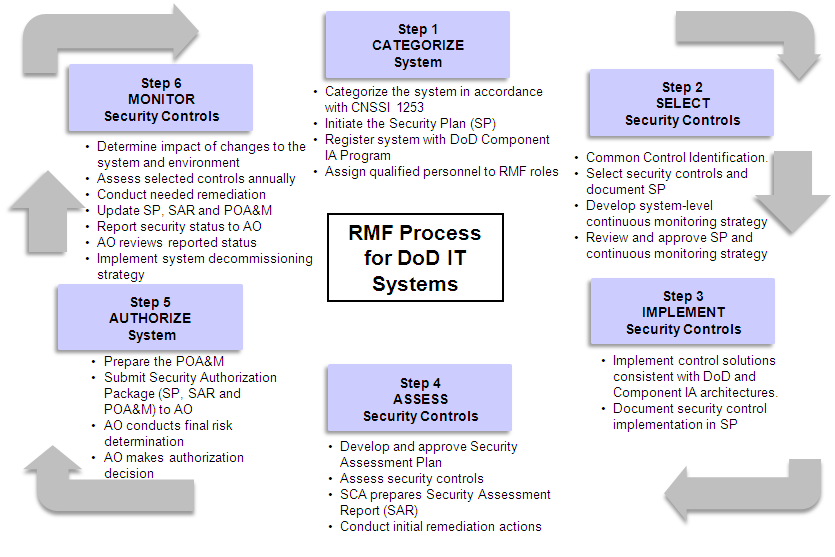 Step 1
CATEGORIZE
System
• Categorize the system in accordance
with CNSSI 1253
• Initiate the Security Plan (SP)
• Register system with DoD Component
IA Program
• Assign qualified personnel to RMF roles
Step 2
SELECT
Security Controls
• Common Control Identification.
• Select security controls and
document SP
• Develop system-level
continuous monitoring strategy
• Review and approve SP and
continuous monitoring strategy
Step 3
IMPLEMENT
Security Controls
• Implement control solutions
consistent with DoD and
Component IA architectures.
• Document security control
implementation in SP
Step 4
ASSESS
Security Controls
• Develop and approve Security
Assessment Plan
• Assess security controls
• SCA prepares Security Assessment
Report (SAR)
• Conduct initial remediation actions
Step 5
AUTHORIZE
System
• Prepare the POA&M
• Submit Security Authorization
Package (SP, SAR and
POA&M) to AO
• AO conducts final risk
determination
• AO makes authorization
decision
Step 6
MONITOR
Security Controls
• Determine impact of changes to the
system and environment
• Assess selected controls annually
• Conduct needed remediation
• Update SP, SAR and POA&M
• Report security status to AO
• AO reviews reported status
• Implement system decommissioning
strategy
RMF Process
for DoD IT
Systems